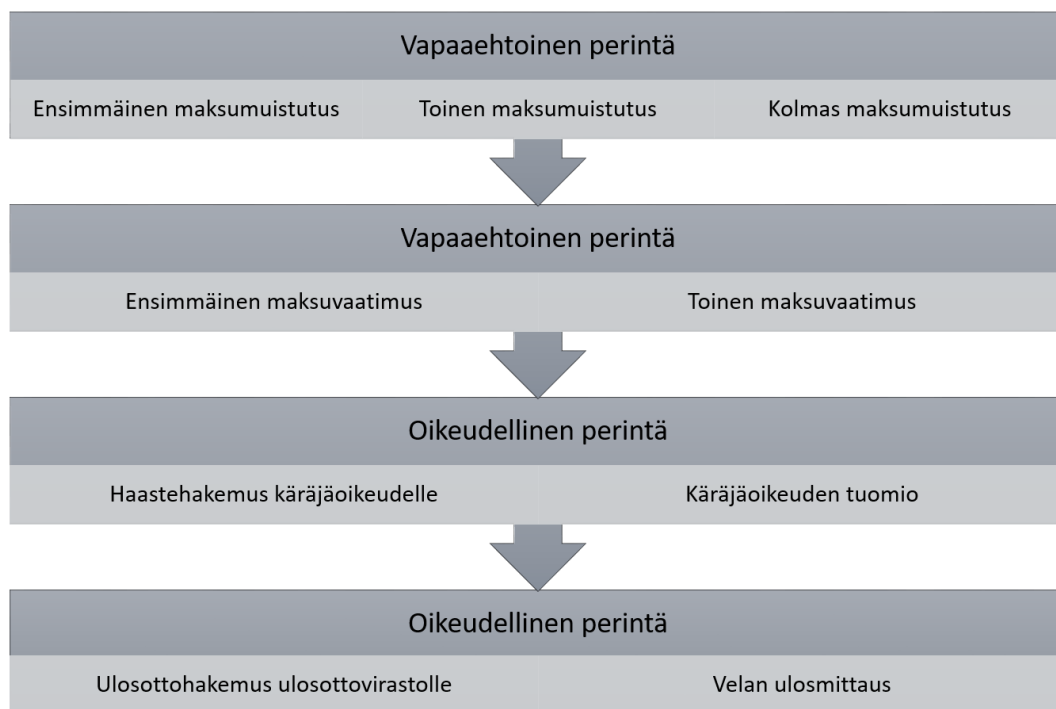 Vapaaehtoinen perintä
Ensimmäinen maksumuistutus Toinen maksumuistutus Kolmas maksumuistutus
Vapaaehtoinen perintä
Ensimmäinen maksuvaatimus Toinen maksuvaatimus
Oikeudellinen perintä
Haastehakemus käräjäoikeudelle Käräjäoikeuden tuomio
Oikeudellinen perintä
Ulosottohakemus ulosottovirastolle Velan ulosmittaus